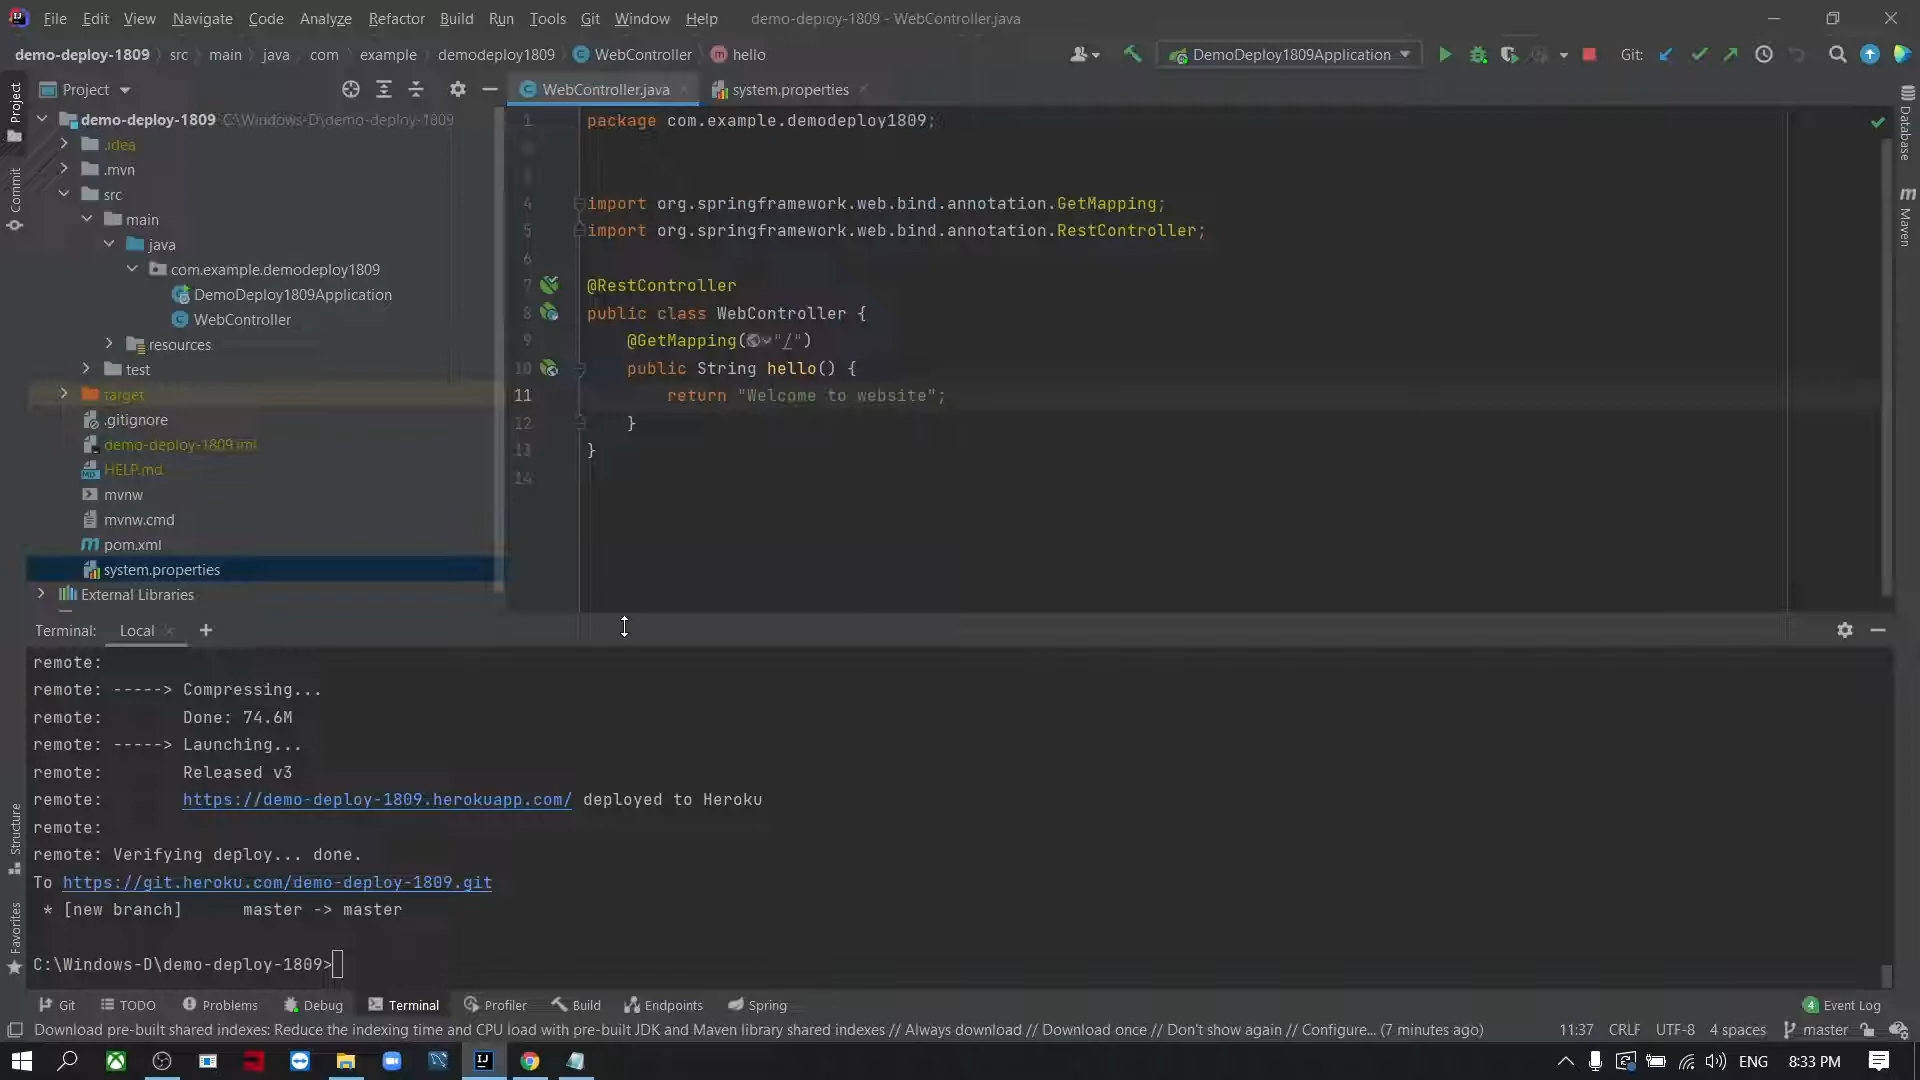 File Edit View Navigate Code Analyze Refactor Build Run Tools Git Window Help demo-deploy-1809 - WebController.java
demo-deploy-1809 src main java com example demodeploy1809 WebController hello DemoDeploy1809Application Git:
Project WebController.java system.properties
Project
Commit
Structure
Favorites
Database
Maven
demo-deploy-1809 C:\Windows-D\demo-deploy-1809
.idea
.mvn
src
main
java
com.example.demodeploy1809
DemoDeploy1809Application
WebController
resources
test
target
.gitignore
demo-deploy-1809.iml
HELP.md
mvnw
mvnw.cmd
pom.xml
system.properties
External Libraries
1 package com.example.demodeploy1809;
4 import org.springframework.web.bind.annotation.GetMapping;
5 import org.springframework.web.bind.annotation.RestController;
6
7 @RestController
8 public class WebController {
9 @GetMapping("/")
10 public String hello() {
11 return "Welcome to website";
12 }
13 }
14
Terminal: Local +
remote:
remote: -----> Compressing...
remote: Done: 74.6M
remote: -----> Launching...
remote: Released v3
remote: https://demo-deploy-1809.herokuapp.com/ deployed to Heroku
remote:
remote: Verifying deploy... done.
To https://git.heroku.com/demo-deploy-1809.git
* [new branch] master -> master
C:\Windows-D\demo-deploy-1809>
Git TODO Problems Debug Terminal Profiler Build Endpoints Spring 4 Event Log
Download pre-built shared indexes: Reduce the indexing time and CPU load with pre-built JDK and Maven library shared indexes // Always download // Download once // Don't show again // Configure... (7 minutes ago) 11:37 CRLF UTF-8 4 spaces master
ENG 8:33 PM